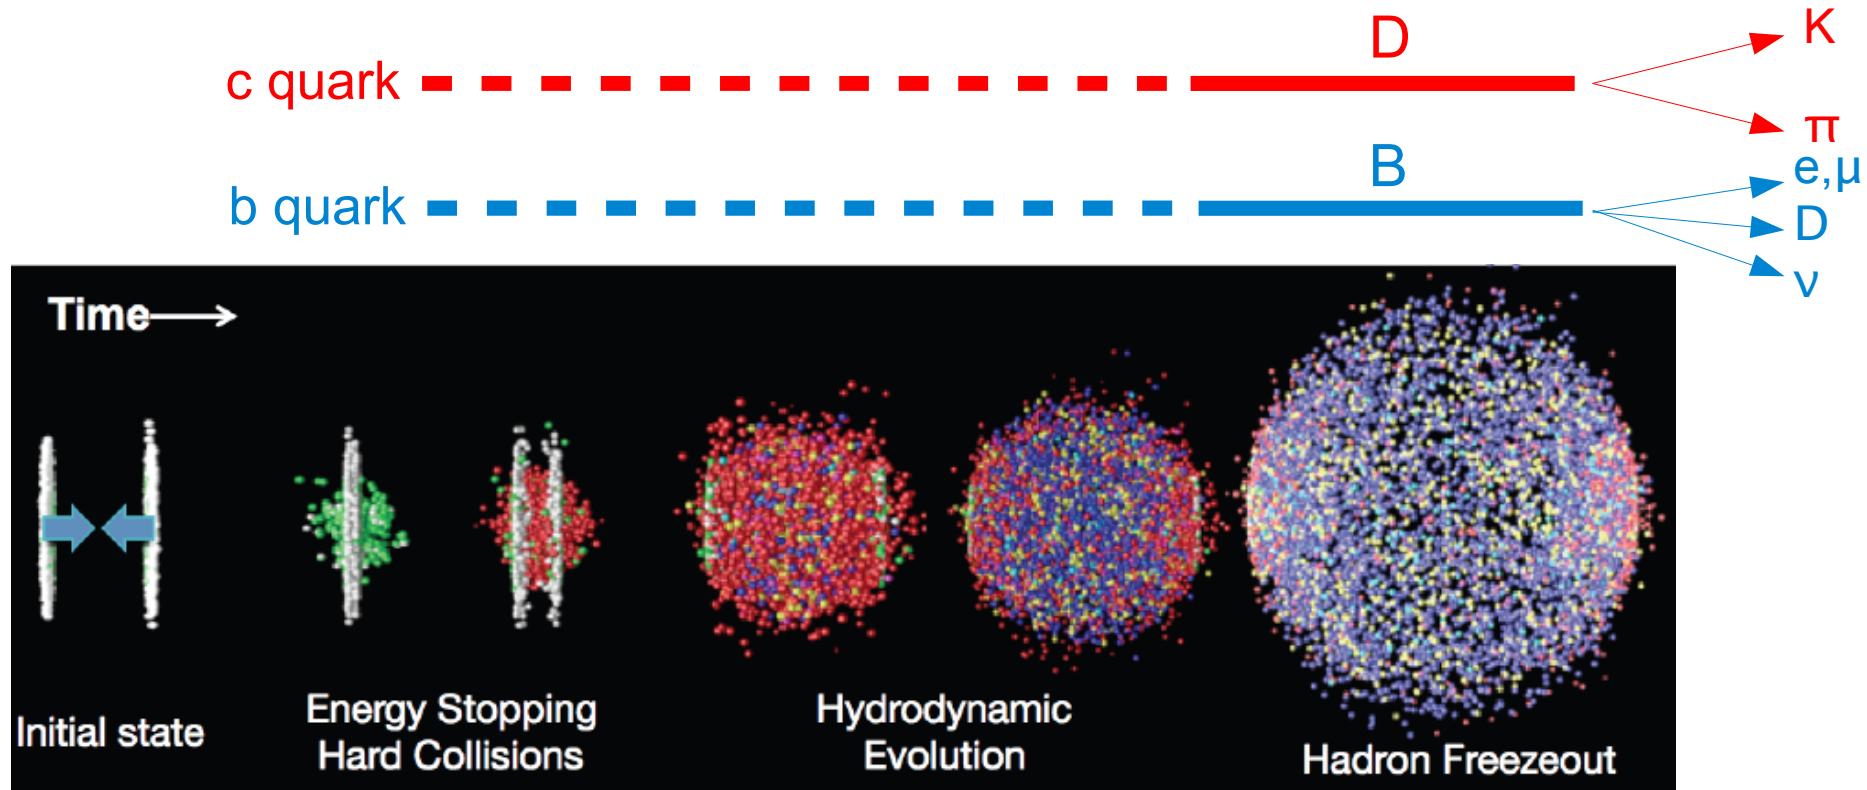 D
K
c quark
π
B
e,μ
b quark
D
ν
Time
Initial state
Energy Stopping
Hard Collisions
Hydrodynamic
Evolution
Hadron Freezeout